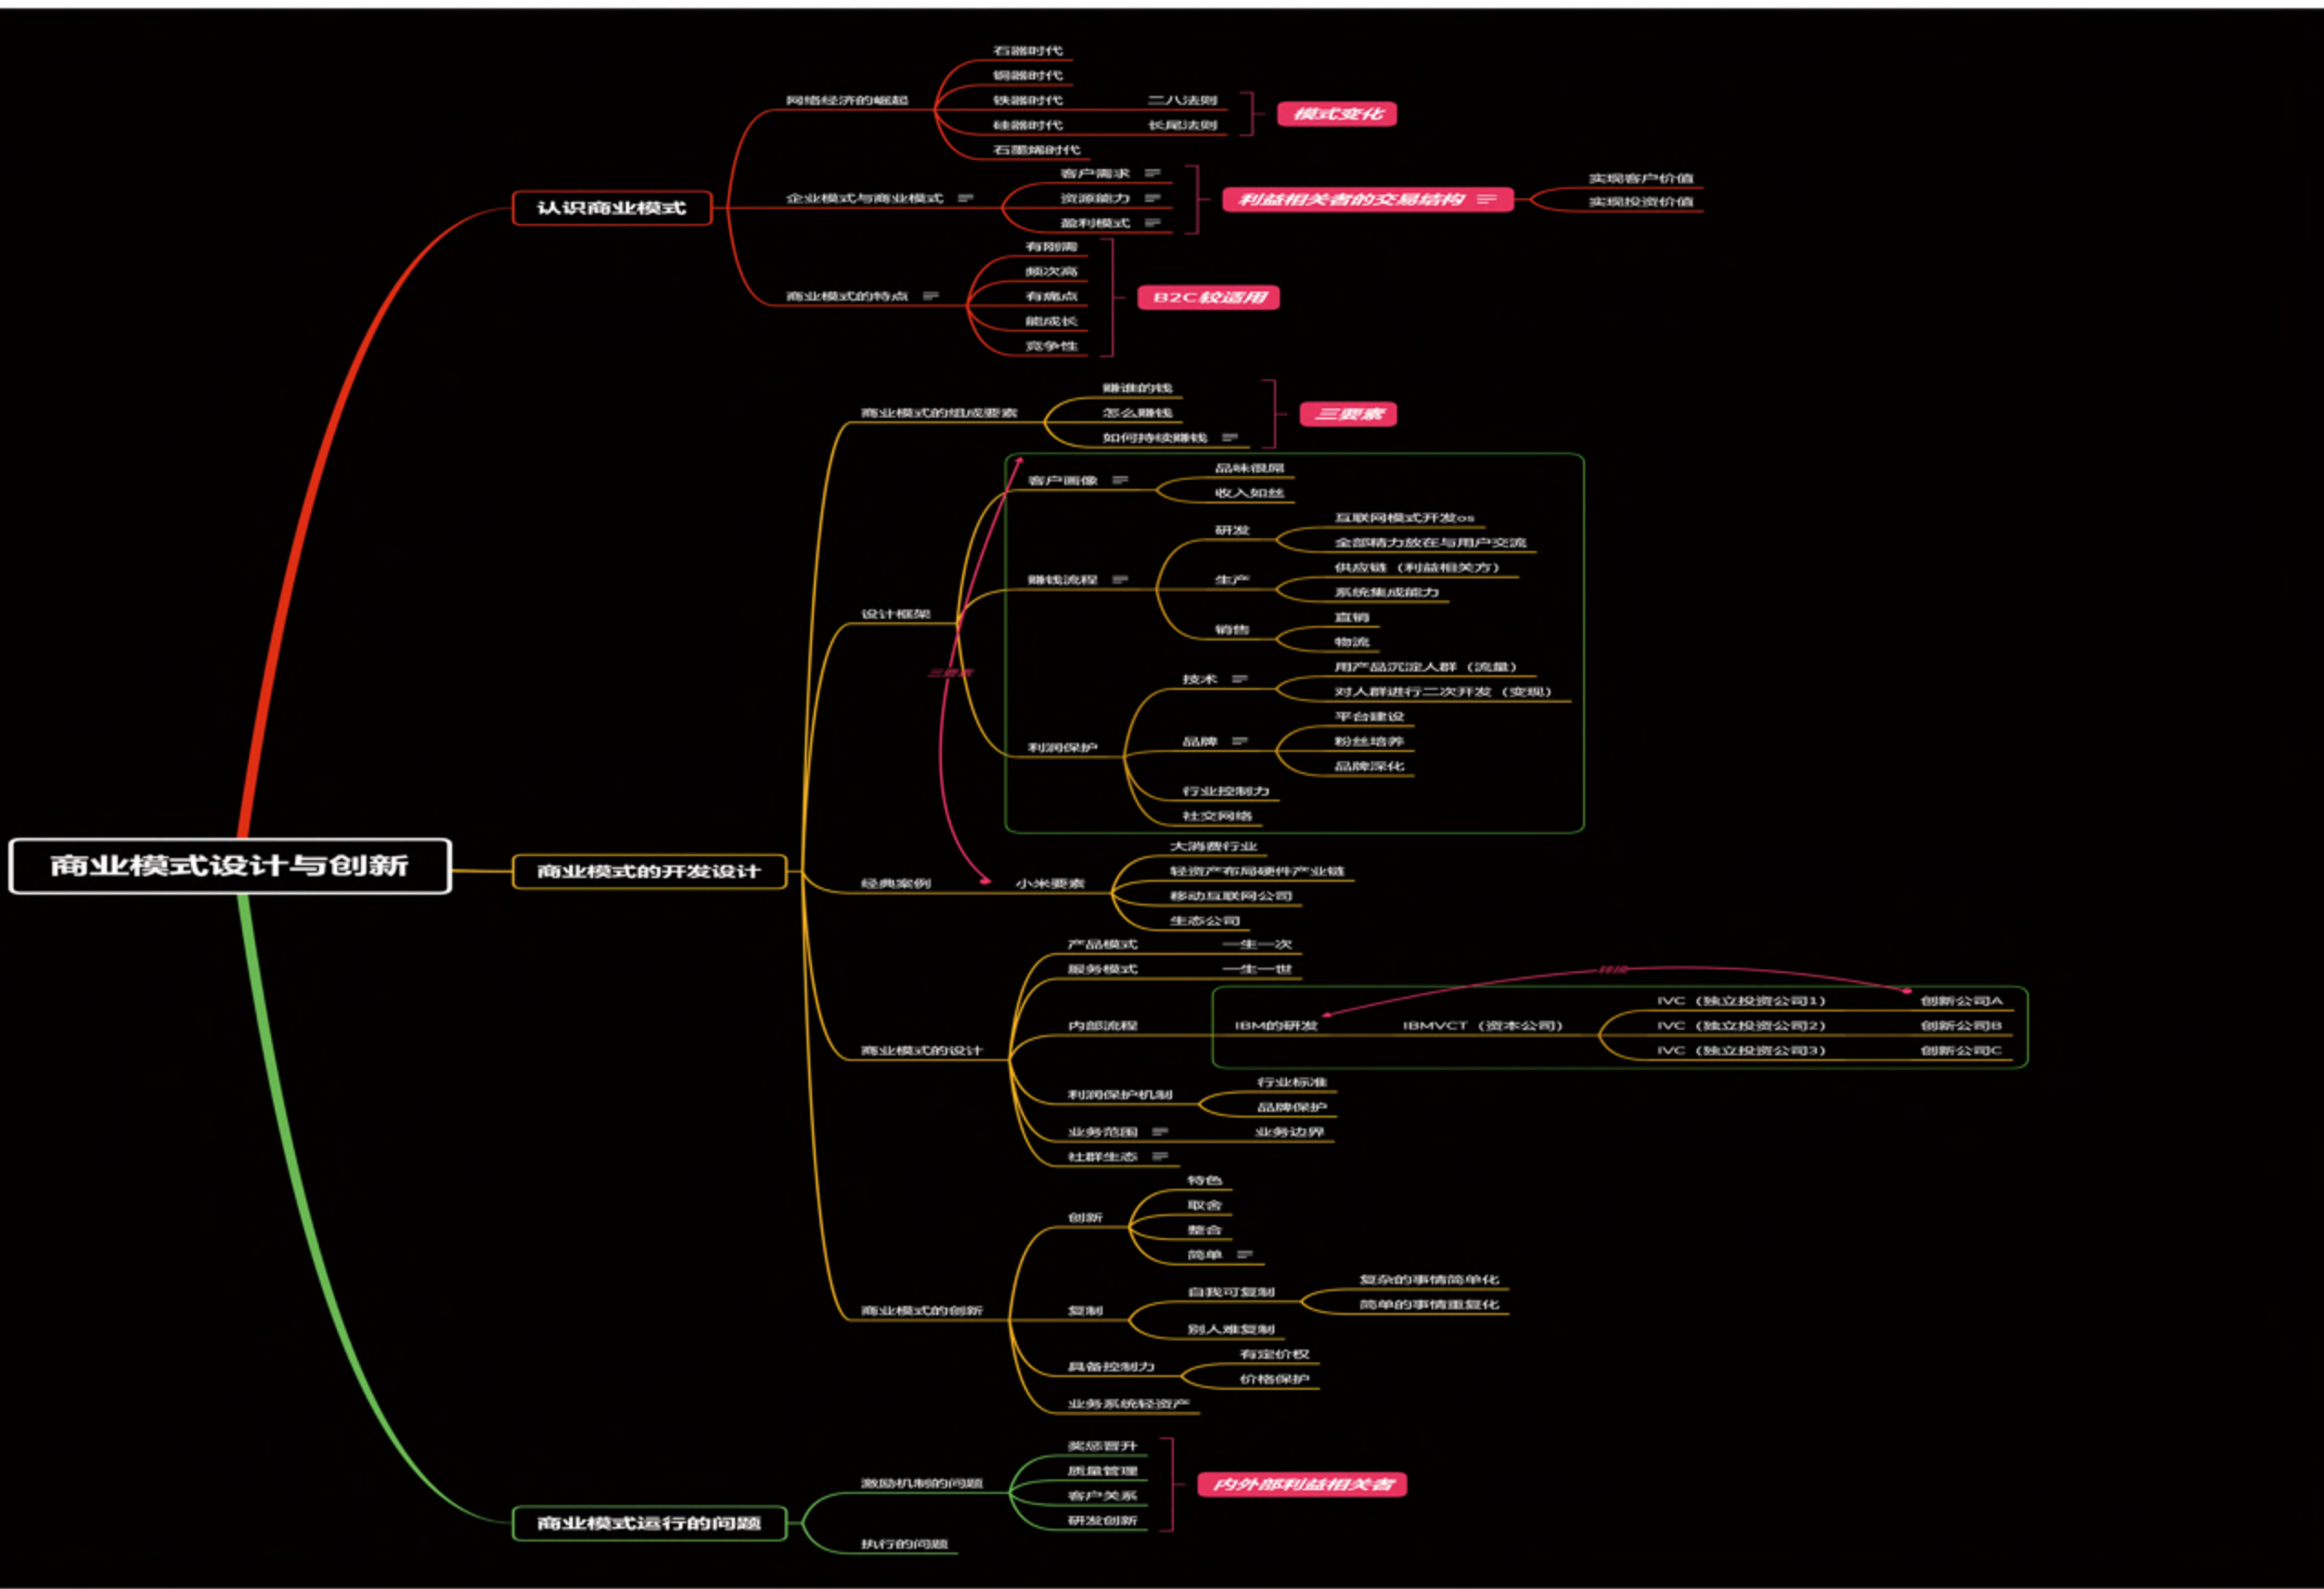 商业模式设计与创新
认识商业模式
网络经济的崛起
石器时代
铜器时代
铁器时代 二八法则
硅器时代 长尾法则
石墨烯时代
模式变化
企业模式与商业模式
客户需求
资源能力
盈利模式
利益相关者的交易结构
实现客户价值
实现投资价值
商业模式的特点
有刚需
频次高
有痛点
能成长
竞争性
B2C较适用
商业模式的开发设计
商业模式的组成要素
赚谁的钱
怎么赚钱
如何持续赚钱
三要素
设计框架
客户画像
品味很屌
收入如丝
赚钱流程
研发
互联网模式开发os
全部精力放在与用户交流
生产
供应链（利益相关方）
系统集成能力
销售
直销
物流
利润保护
技术
用产品沉淀人群（流量）
对人群进行二次开发（变现）
品牌
平台建设
粉丝培养
品牌深化
行业控制力
社交网络
三要素
经典案例 小米要素
大消费行业
轻资产布局硬件产业链
移动互联网公司
生态公司
商业模式的设计
产品模式 一生一次
服务模式 一生一世
内部流程 IBM的研发 IBMVCT（资本公司）
IVC（独立投资公司1） 创新公司A
IVC（独立投资公司2） 创新公司B
IVC（独立投资公司3） 创新公司C
利润保护机制
行业标准
品牌保护
业务范围 业务边界
社群生态
商业模式的创新
创新
特色
取舍
整合
简单
复制
自我可复制
复杂的事情简单化
简单的事情重复化
别人难复制
具备控制力
有定价权
价格保护
业务系统轻资产
商业模式运行的问题
激励机制的问题
奖惩晋升
质量管理
客户关系
研发创新
内外部利益相关者
执行的问题